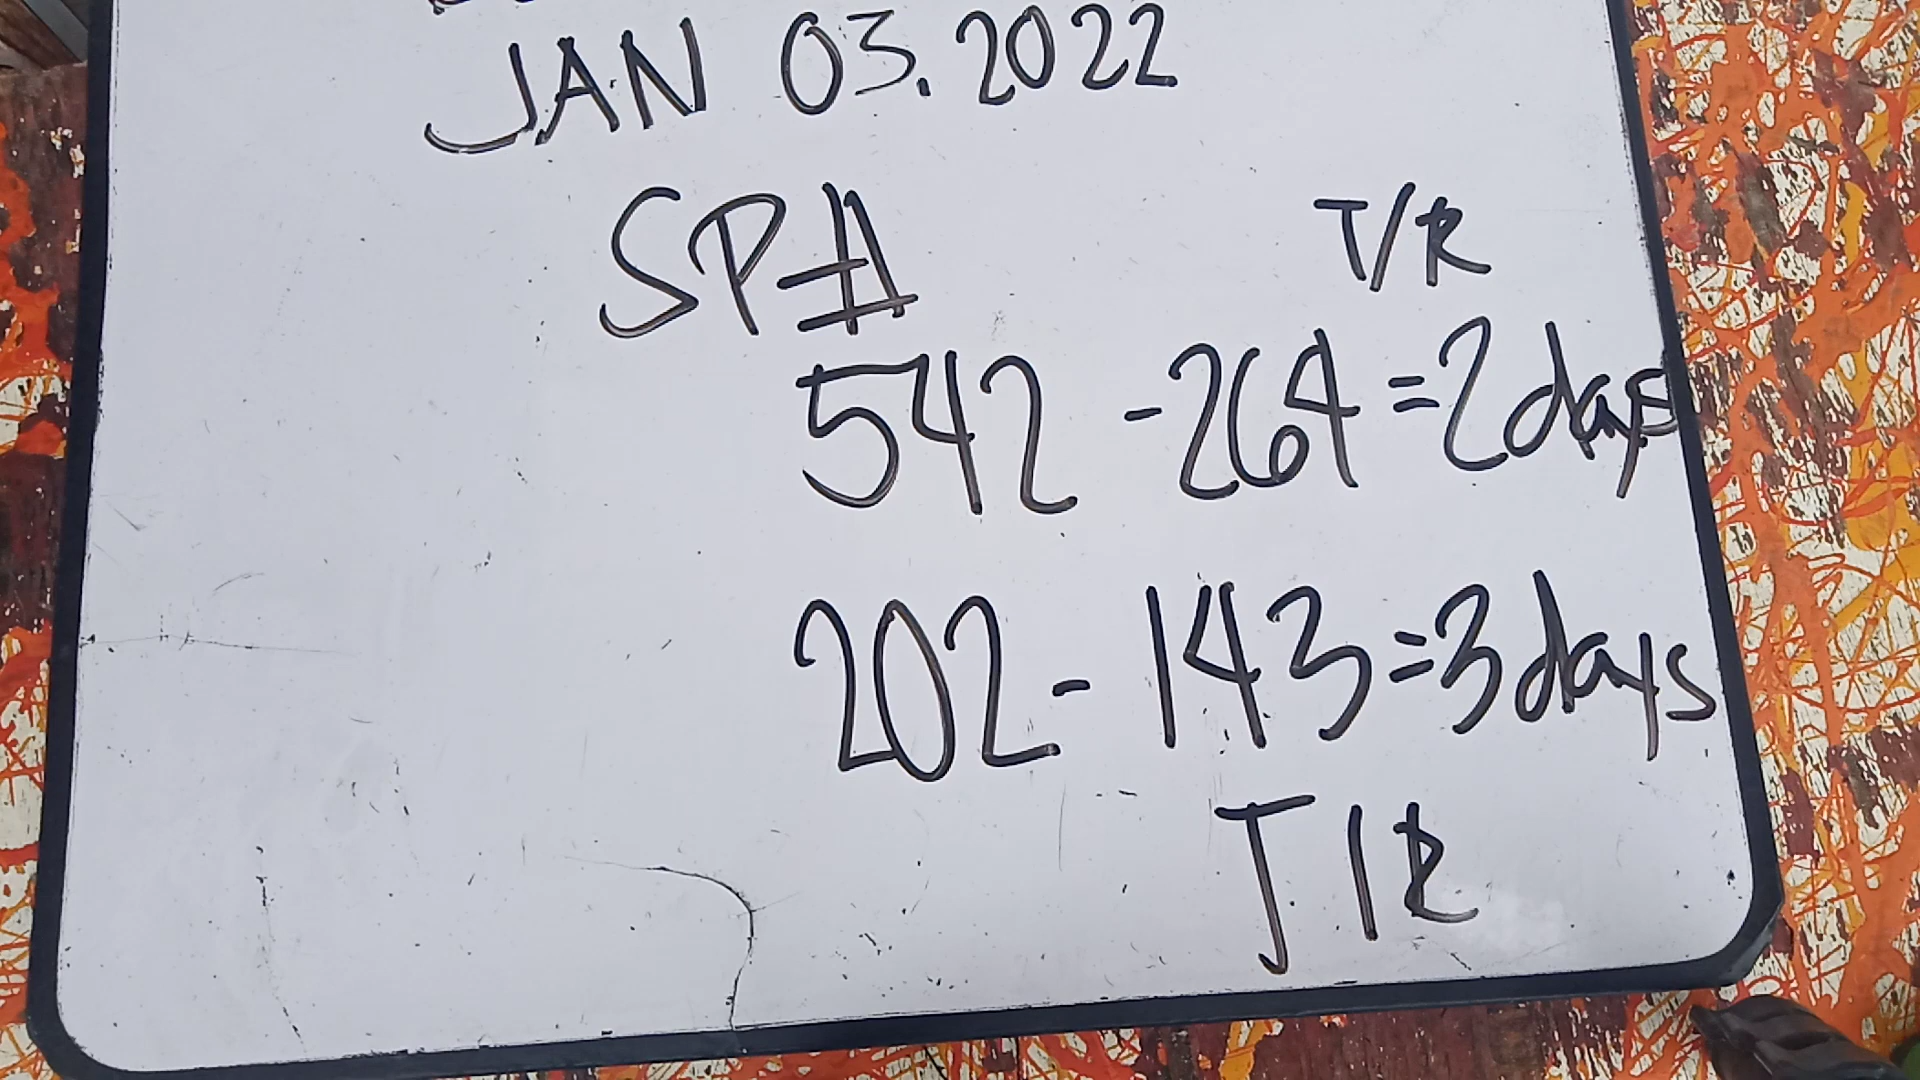 JAN 03.2022
SP# T/R
542 -264 =2days
202- 143=3days
T/R